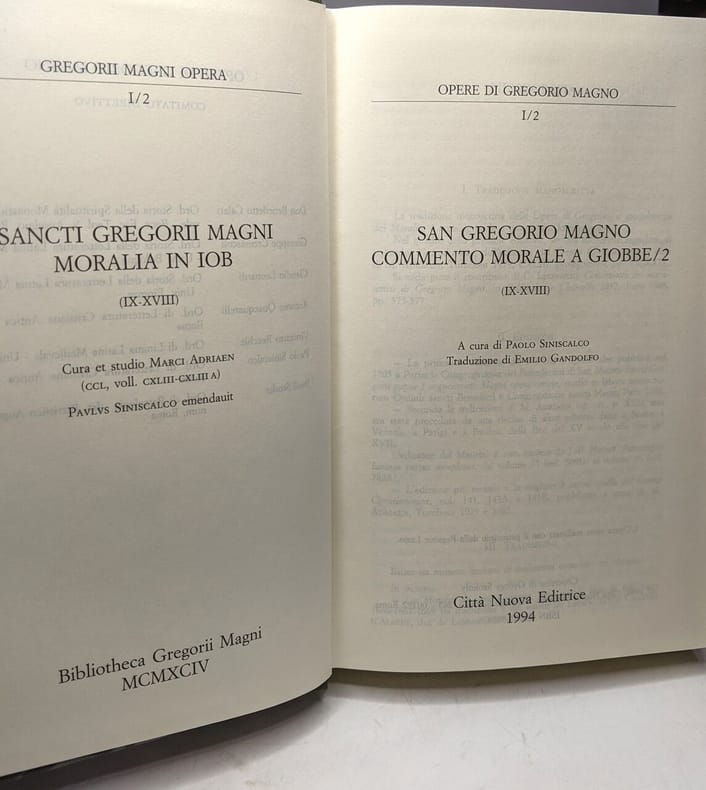 GREGORII MAGNI OPERA
I/2
SANCTI GREGORII MAGNI
MORALIA IN IOB
(IX-XVIII)
Cura et studio MARCI ADRIAEN
(CCL, voll. CXLIII-CXLIII A)
PAVLVS SINISCALCO emendauit
Bibliotheca Gregorii Magni
MCMXCIV
OPERE DI GREGORIO MAGNO
I/2
SAN GREGORIO MAGNO
COMMENTO MORALE A GIOBBE/2
(IX-XVIII)
A cura di PAOLO SINISCALCO
Traduzione di EMILIO GANDOLFO
Città Nuova Editrice
1994